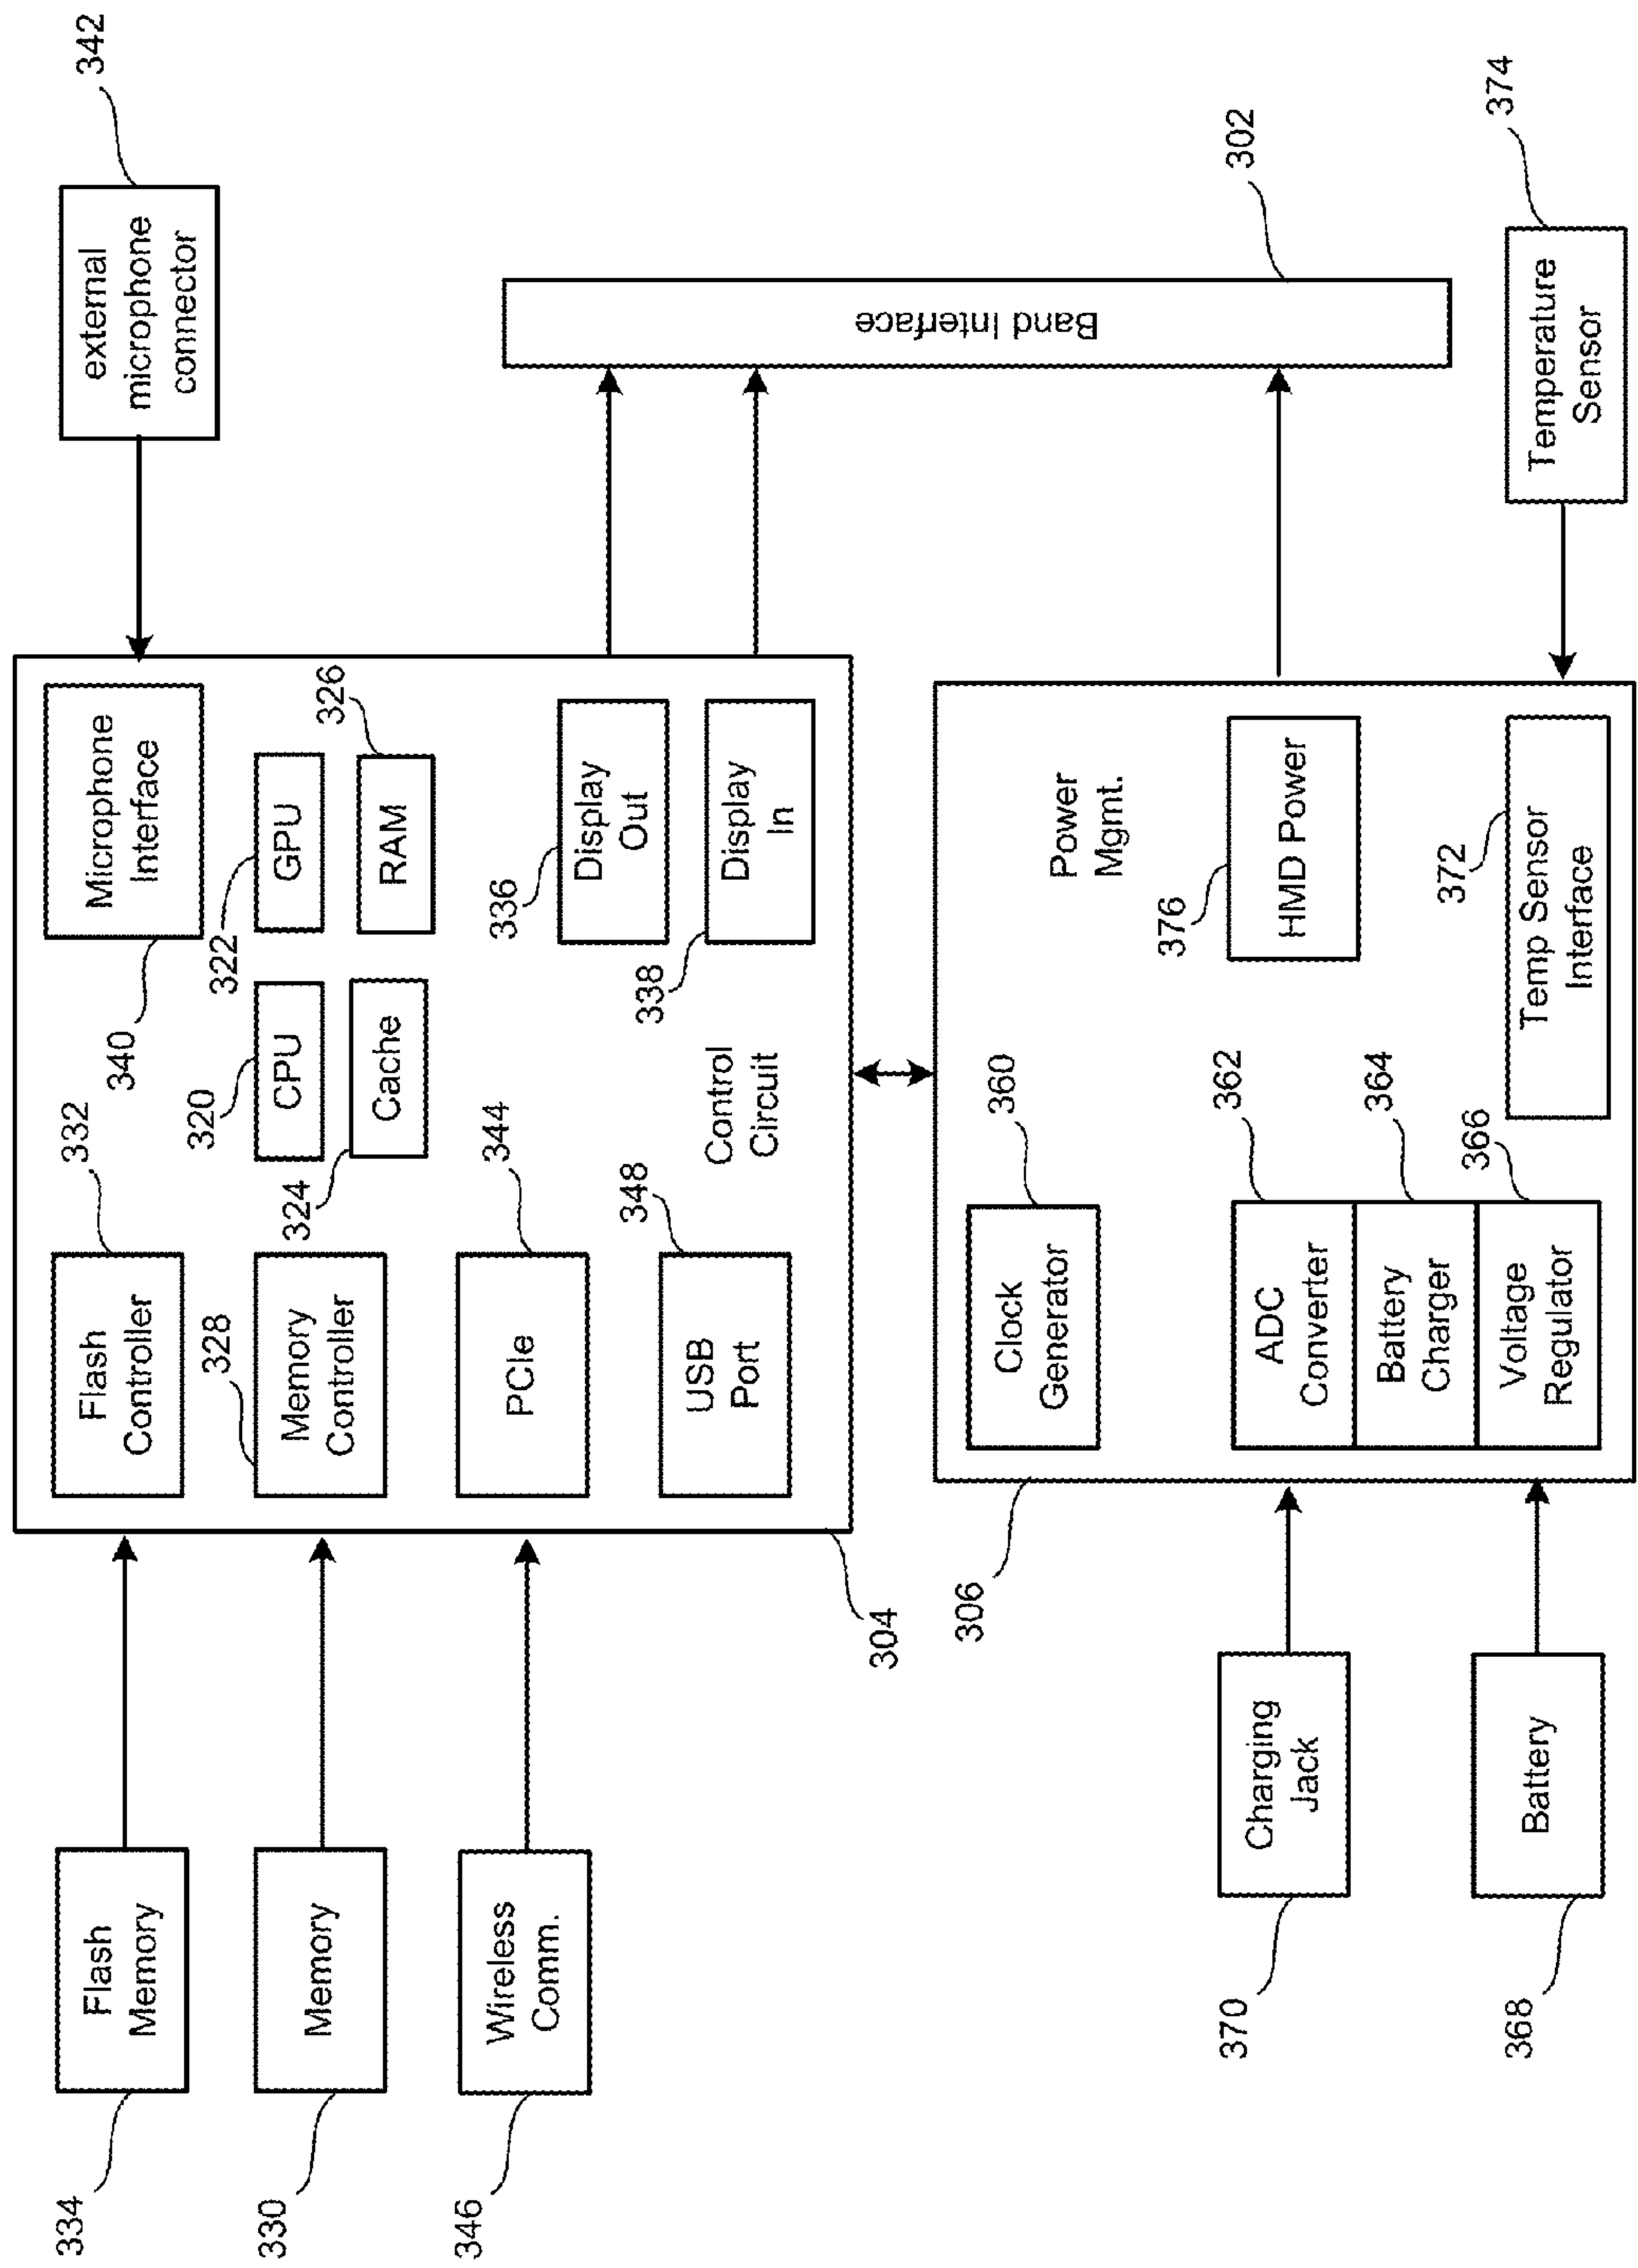 334
Flash
Memory
332
Flash
Controller
340
Microphone
Interface
342
external
microphone
connector
330
Memory
328
Memory
Controller
320
CPU
322
GPU
324
Cache
326
RAM
346
Wireless
Comm.
344
PCIe
336
Display
Out
348
USB
Port
338
Display
In
Control
Circuit
304
302
Band Interface
306
360
Clock
Generator
Power
Mgmt.
370
Charging
Jack
362
ADC
Converter
376
HMD Power
364
Battery
Charger
368
Battery
366
Voltage
Regulator
372
Temp Sensor
Interface
374
Temperature
Sensor